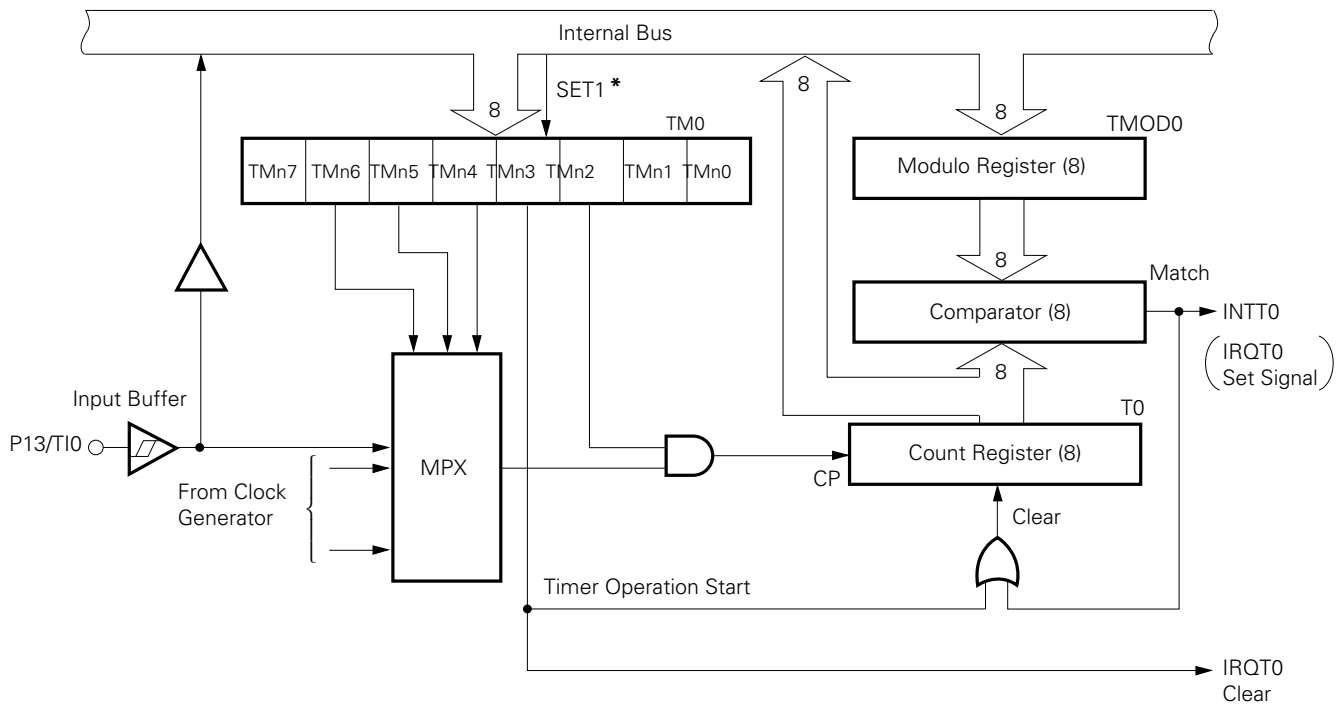 Internal Bus
8
SET1 *
8
8
TM0
TMOD0
TMn7 TMn6 TMn5 TMn4 TMn3 TMn2 TMn1 TMn0
Modulo Register (8)
8
Match
Comparator (8)
INTT0
8
IRQT0
Set Signal
Input Buffer
T0
P13/TI0
MPX
Count Register (8)
CP
From Clock
Generator
Clear
Timer Operation Start
IRQT0
Clear